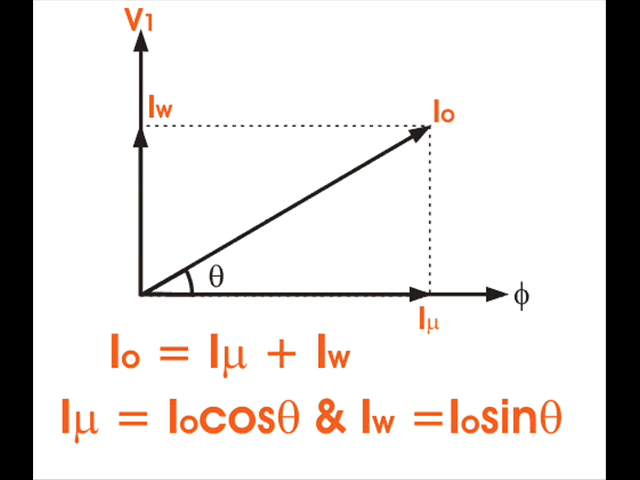 V1
Iw
Io
θ
ϕ
Iμ
Io = Iμ + Iw
Iμ = Iocosθ & Iw =Iosinθ